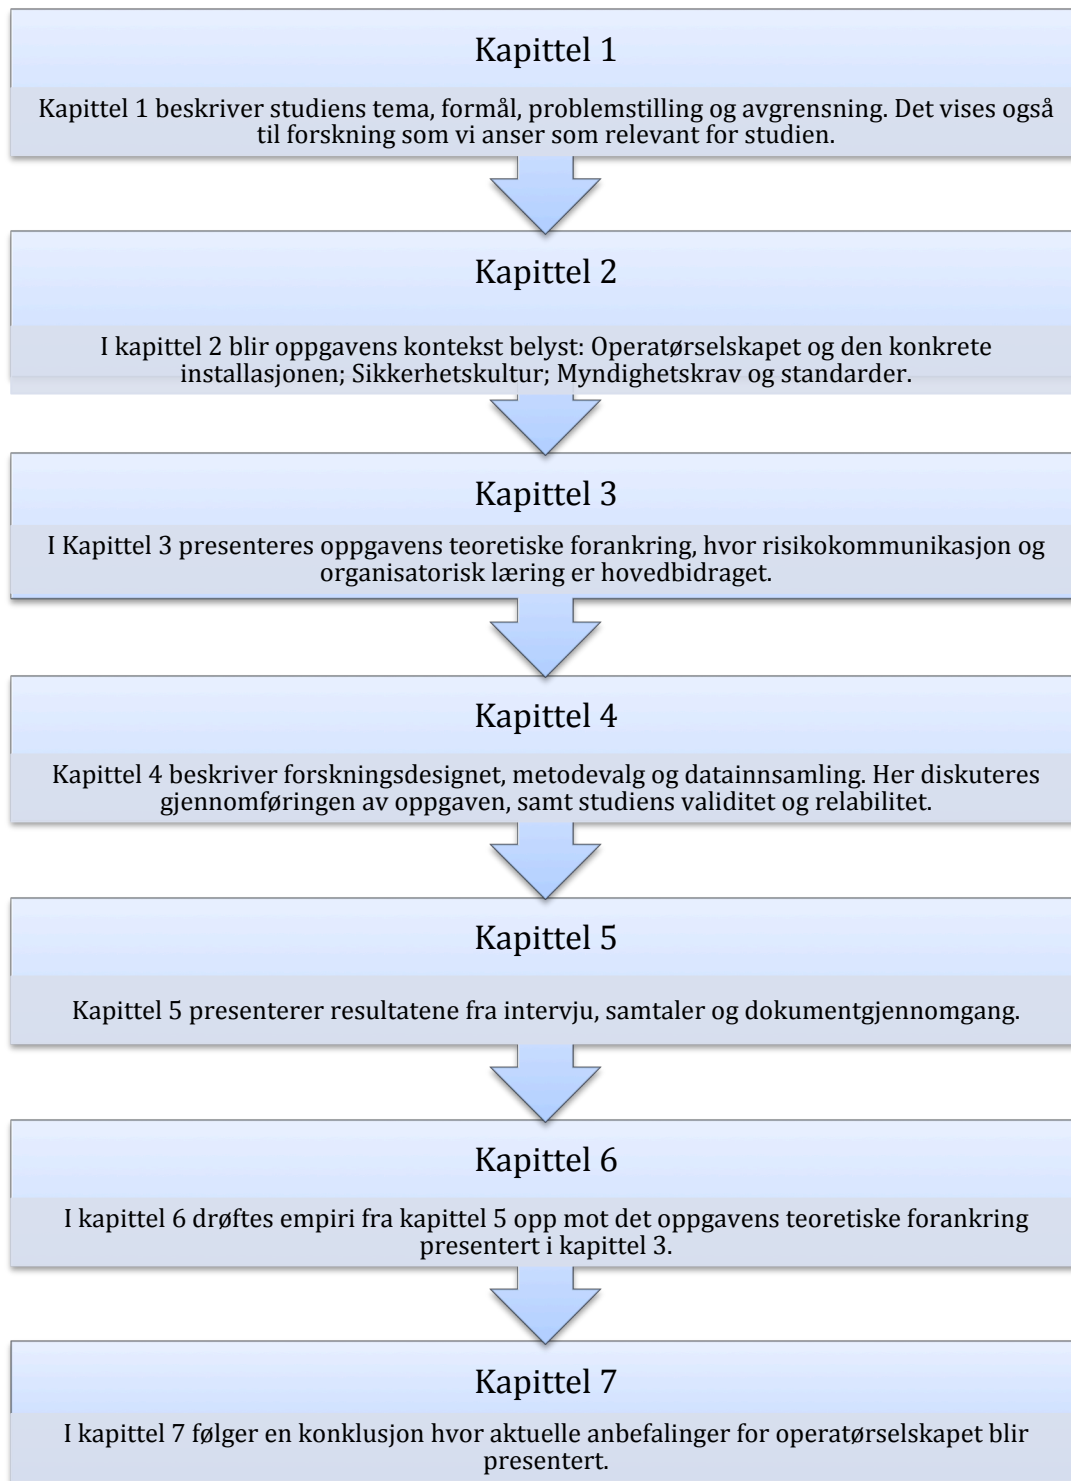 Kapittel 1
Kapittel 1 beskriver studiens tema, formål, problemstilling og avgrensning. Det vises også
til forskning som vi anser som relevant for studien.
Kapittel 2
I kapittel 2 blir oppgavens kontekst belyst: Operatørselskapet og den konkrete
installasjonen; Sikkerhetskultur; Myndighetskrav og standarder.
Kapittel 3
I Kapittel 3 presenteres oppgavens teoretiske forankring, hvor risikokommunikasjon og
organisatorisk læring er hovedbidraget.
Kapittel 4
Kapittel 4 beskriver forskningsdesignet, metodevalg og datainnsamling. Her diskuteres
gjennomføringen av oppgaven, samt studiens validitet og relabilitet.
Kapittel 5
Kapittel 5 presenterer resultatene fra intervju, samtaler og dokumentgjennomgang.
Kapittel 6
I kapittel 6 drøftes empiri fra kapittel 5 opp mot det oppgavens teoretiske forankring
presentert i kapittel 3.
Kapittel 7
I kapittel 7 følger en konklusjon hvor aktuelle anbefalinger for operatørselskapet blir
presentert.